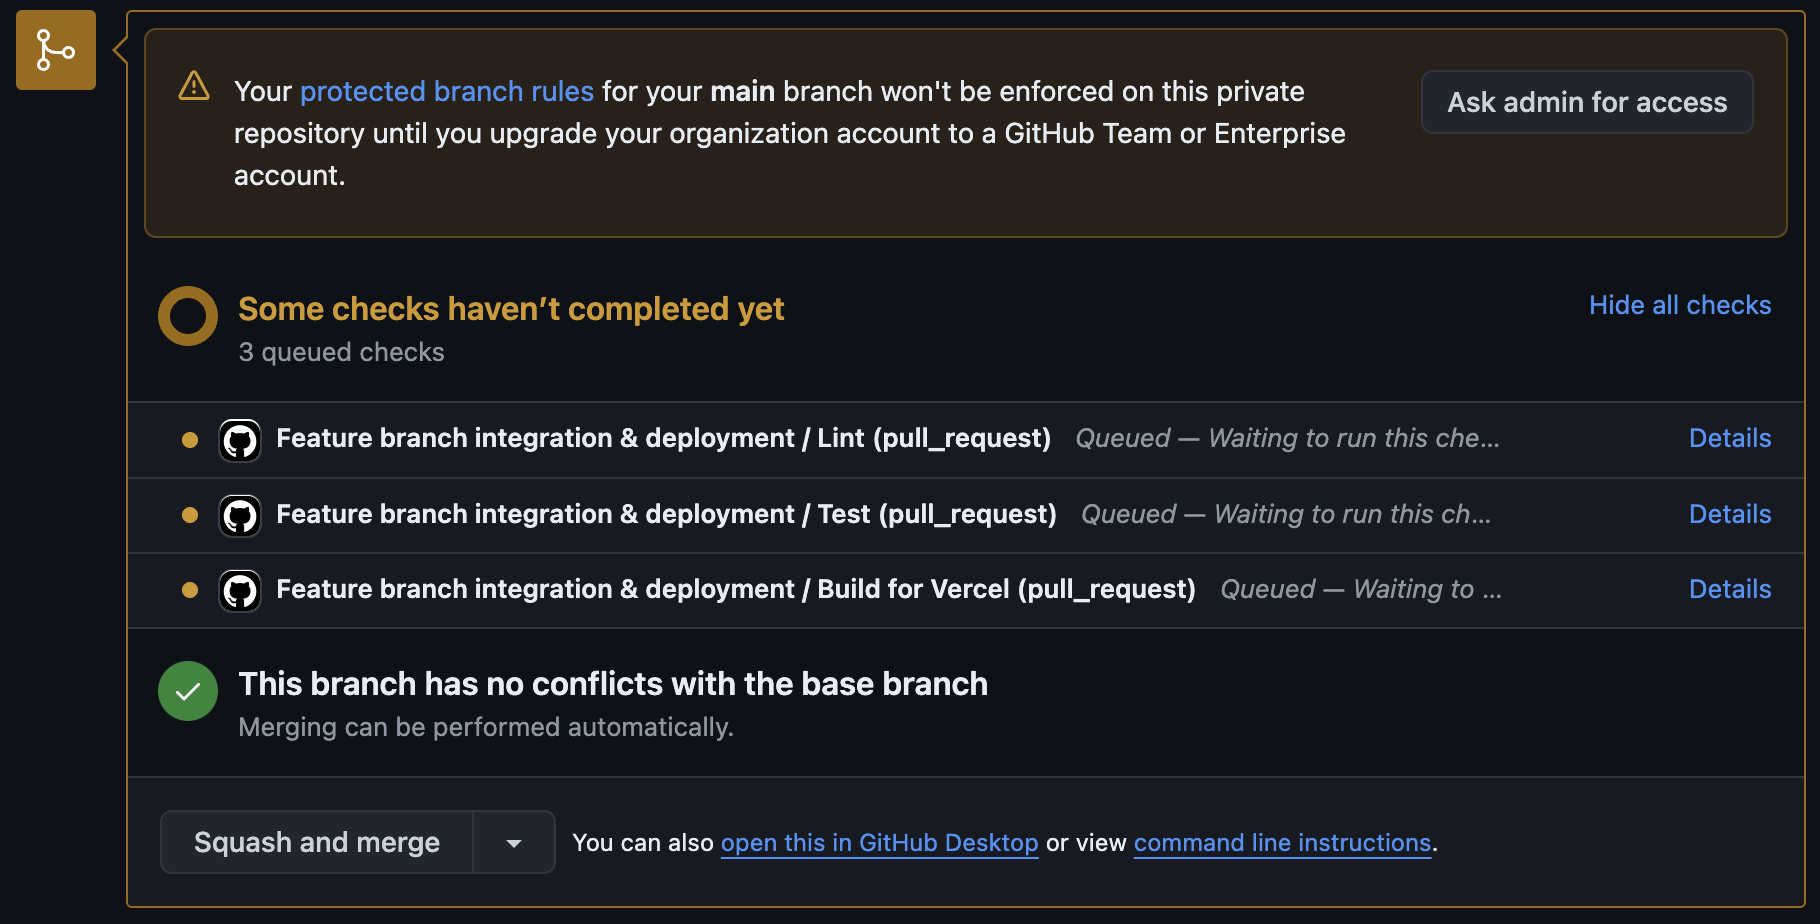 Your protected branch rules for your main branch won't be enforced on this private
repository until you upgrade your organization account to a GitHub Team or Enterprise
account.
Ask admin for access
Some checks haven’t completed yet
3 queued checks
Hide all checks
Feature branch integration & deployment / Lint (pull_request) Queued — Waiting to run this che... Details
Feature branch integration & deployment / Test (pull_request) Queued — Waiting to run this ch... Details
Feature branch integration & deployment / Build for Vercel (pull_request) Queued — Waiting to ... Details
This branch has no conflicts with the base branch
Merging can be performed automatically.
Squash and merge You can also open this in GitHub Desktop or view command line instructions.